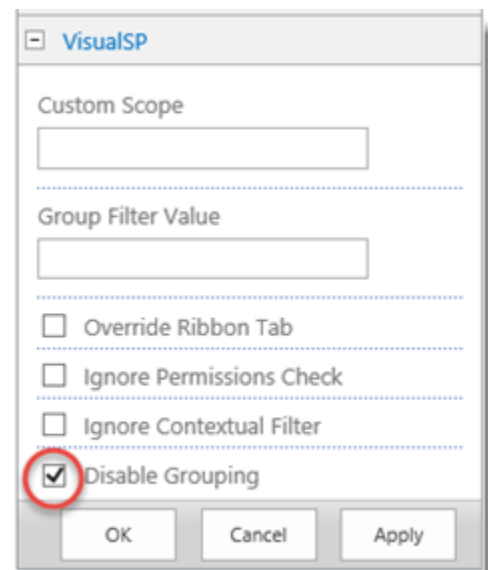 VisualSP
Custom Scope
Group Filter Value
Override Ribbon Tab
Ignore Permissions Check
Ignore Contextual Filter
Disable Grouping
OK Cancel Apply